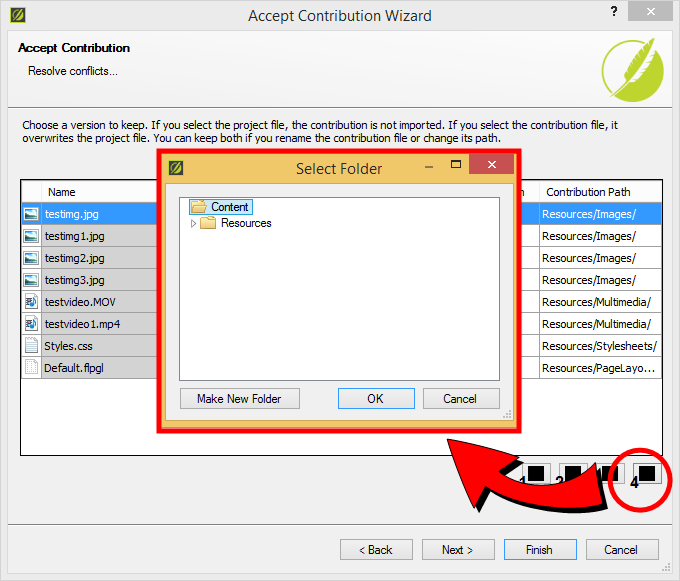 Accept Contribution Wizard
?
Accept Contribution
Resolve conflicts...
Choose a version to keep. If you select the project file, the contribution is not imported. If you select the contribution file, it
overwrites the project file. You can keep both if you rename the contribution file or change its path.
Name
Contribution Path
testimg.jpg
Resources/Images/
testimg1.jpg
Resources/Images/
testimg2.jpg
Resources/Images/
testimg3.jpg
Resources/Images/
testvideo.MOV
Resources/Multimedia/
testvideo1.mp4
Resources/Multimedia/
Styles.css
Resources/Stylesheets/
Default.flpgl
Resources/PageLayo...
Select Folder
Content
Resources
Make New Folder
OK
Cancel
1
4
< Back
Next >
Finish
Cancel